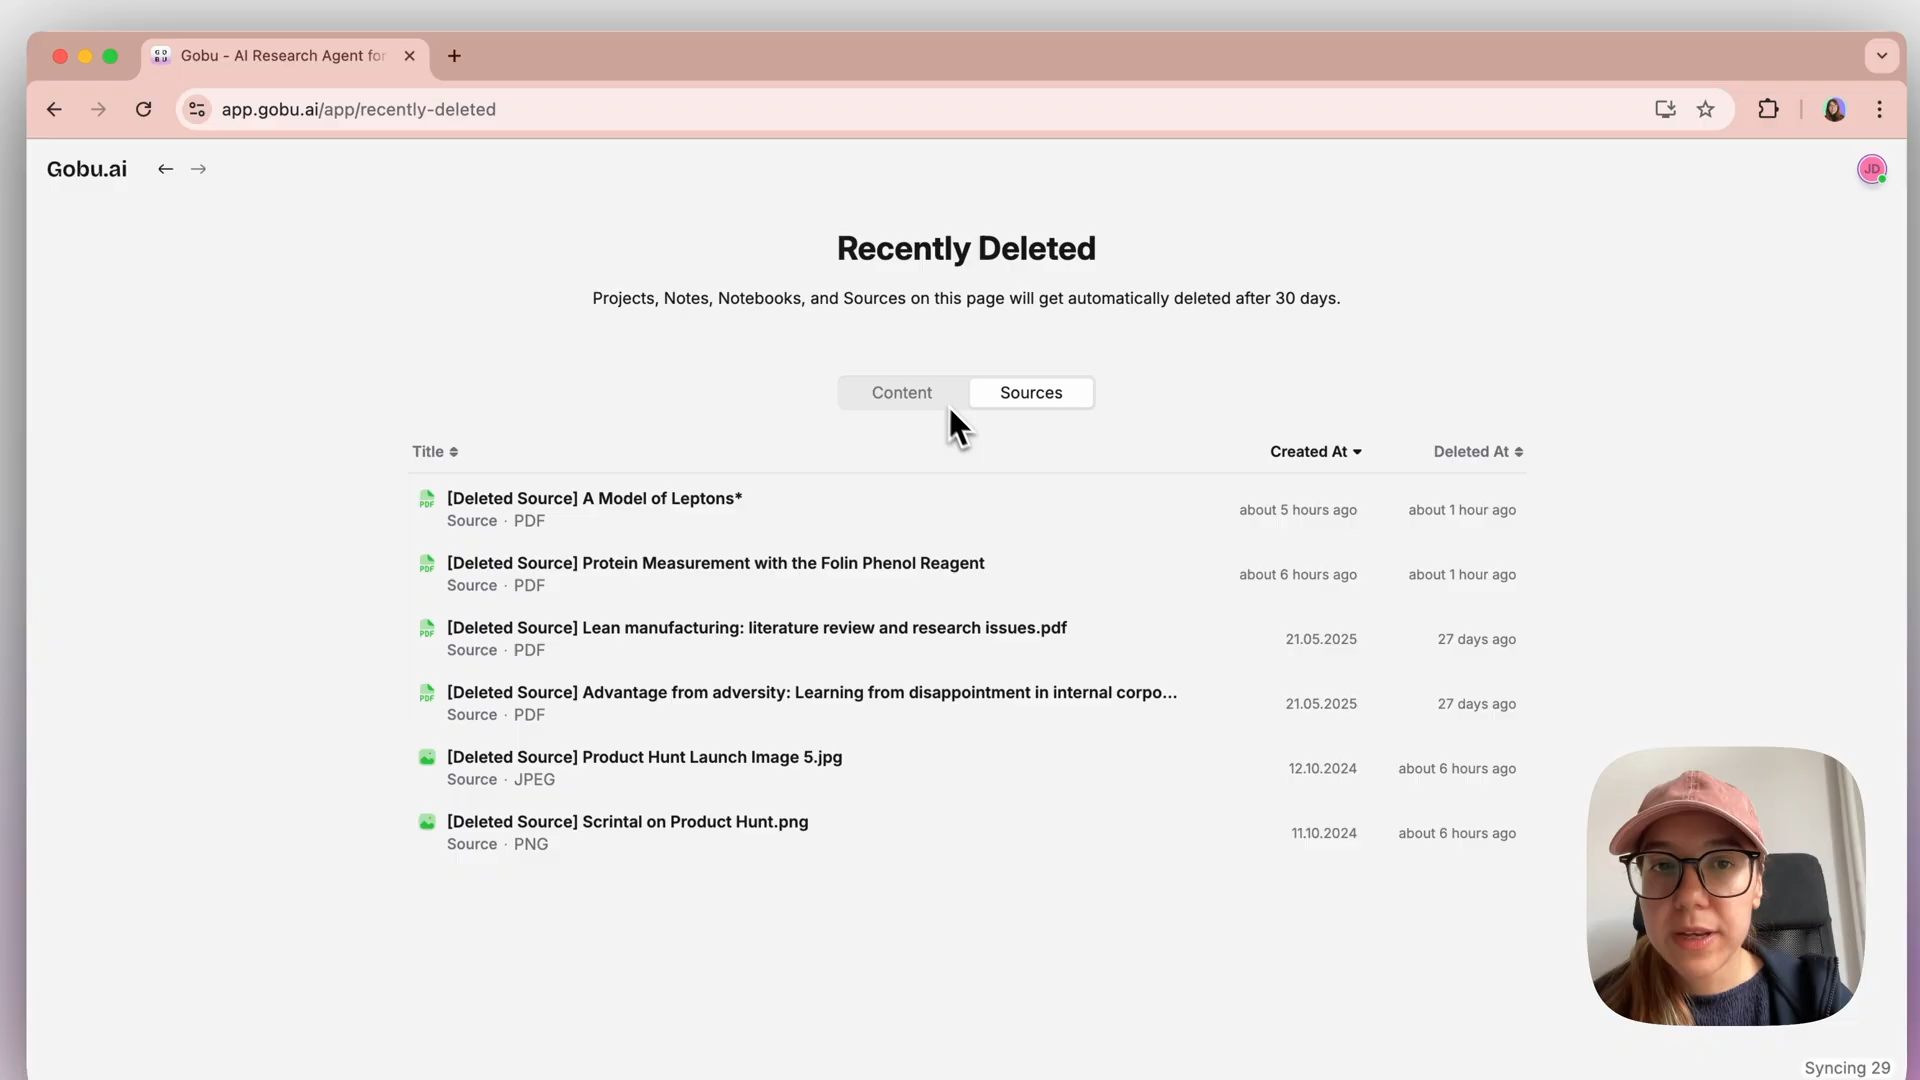 Gobu - AI Research Agent for
app.gobu.ai/app/recently-deleted
Gobu.ai
JD
Recently Deleted
Projects, Notes, Notebooks, and Sources on this page will get automatically deleted after 30 days.
Content Sources
Title Created At Deleted At
PDF [Deleted Source] A Model of Leptons*
Source · PDF about 5 hours ago about 1 hour ago
PDF [Deleted Source] Protein Measurement with the Folin Phenol Reagent
Source · PDF about 6 hours ago about 1 hour ago
PDF [Deleted Source] Lean manufacturing: literature review and research issues.pdf
Source · PDF 21.05.2025 27 days ago
PDF [Deleted Source] Advantage from adversity: Learning from disappointment in internal corpo...
Source · PDF 21.05.2025 27 days ago
[Deleted Source] Product Hunt Launch Image 5.jpg
Source · JPEG 12.10.2024 about 6 hours ago
[Deleted Source] Scrintal on Product Hunt.png
Source · PNG 11.10.2024 about 6 hours ago
Syncing 29